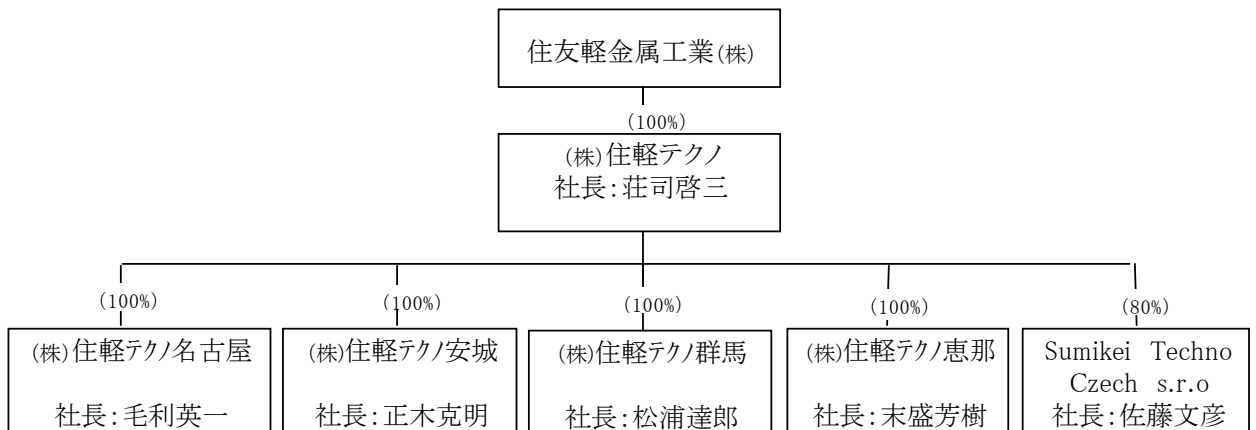 住友軽金属工業(株)
(100%)
(株)住軽テクノ
社長:荘司啓三
(100%)
(100%)
(100%)
(100%)
(80%)
(株)住軽テクノ名古屋
社長:毛利英一
(株)住軽テクノ安城
社長:正木克明
(株)住軽テクノ群馬
社長:松浦達郎
(株)住軽テクノ恵那
社長:末盛芳樹
Sumikei Techno
Czech s.r.o
社長:佐藤文彦